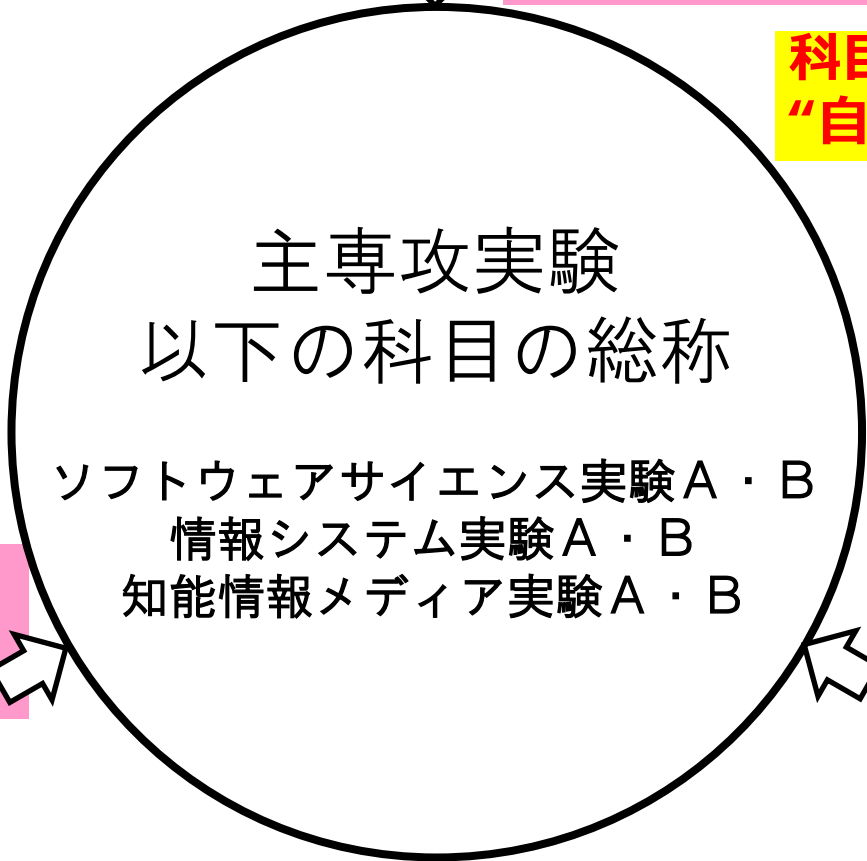 科目
“自
主専攻実験
以下の科目の総称
ソフトウェアサイエンス実験Ａ・Ｂ
情報システム実験Ａ・Ｂ
知能情報メディア実験Ａ・Ｂ